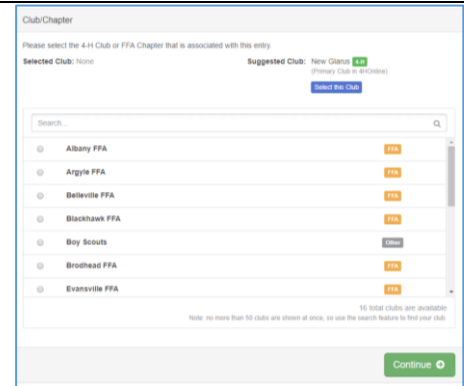 Club/Chapter
Please select the 4-H Club or FFA Chapter that is associated with this entry.
Selected Club: None
Suggested Club: New Glarus 4-H
(Primary Club in 4HOnline)
Select this Club
Search...
Albany FFA FFA
Argyle FFA FFA
Belleville FFA FFA
Blackhawk FFA FFA
Boy Scouts Other
Brodhead FFA FFA
Evansville FFA FFA
16 total clubs are available
Note: no more than 50 clubs are shown at once, so use the search feature to find your club.
Continue